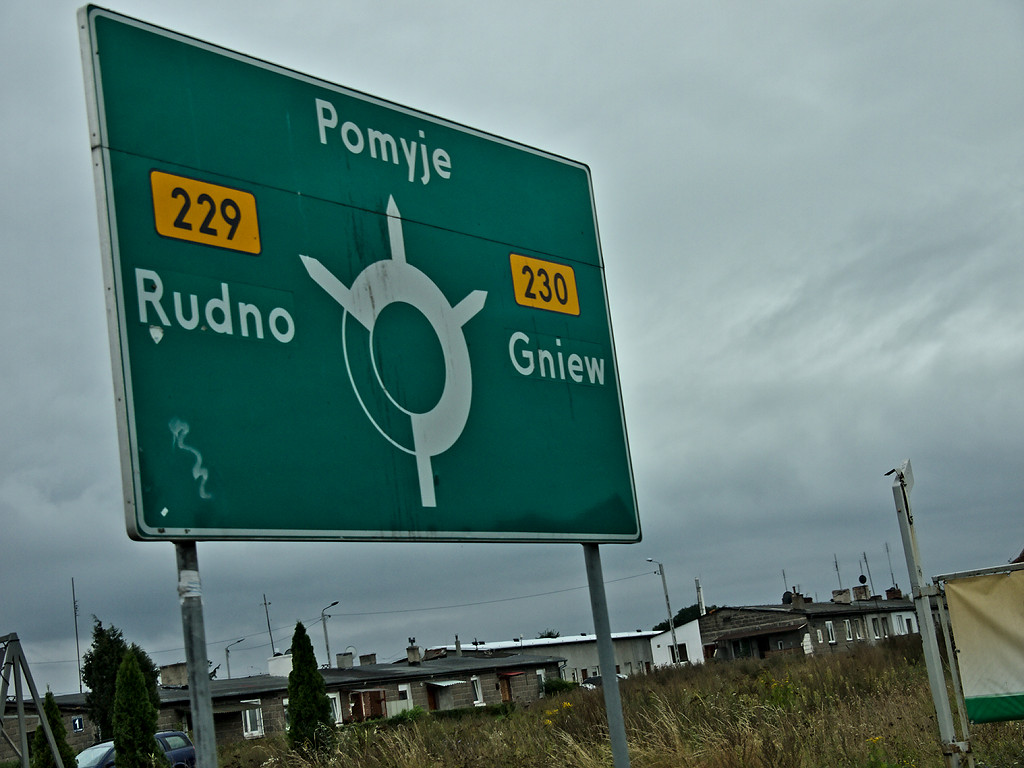 Pomyje
229
Rudno
230
Gniew